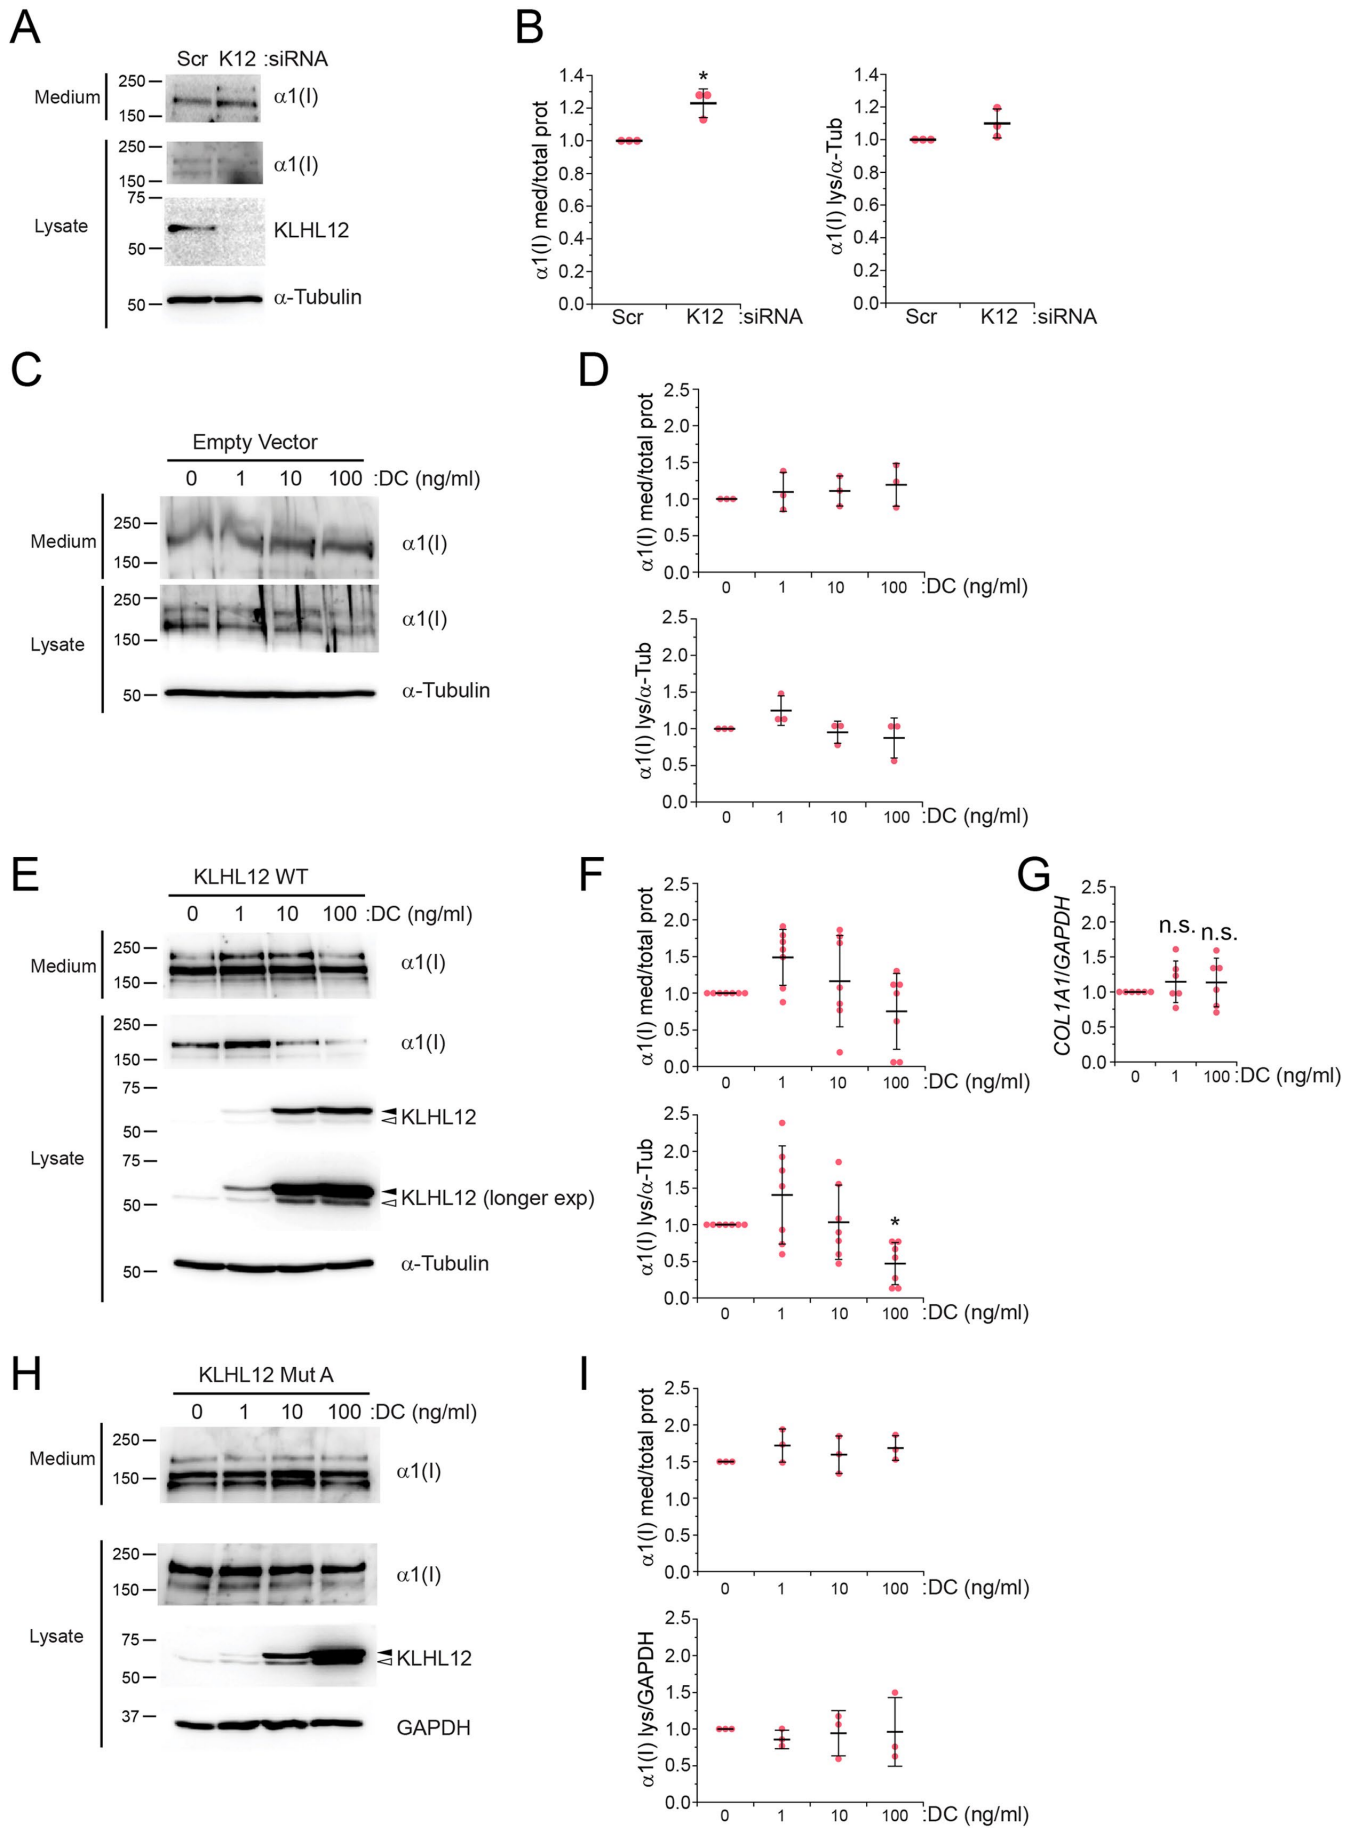 A
Scr K12 :siRNA
Medium
250
150
α1(I)
Lysate
250
150
α1(I)
75
50
KLHL12
50
α-Tubulin
B
α1(I) med/total prot
1.4
1.2
1.0
0.8
0.6
0.4
0.2
0.0
*
Scr K12 :siRNA
α1(I) lys/α-Tub
1.4
1.2
1.0
0.8
0.6
0.4
0.2
0.0
Scr K12 :siRNA
C
Empty Vector
0 1 10 100 :DC (ng/ml)
Medium
250
150
α1(I)
Lysate
250
150
α1(I)
50
α-Tubulin
D
α1(I) med/total prot
2.5
2.0
1.5
1.0
0.5
0.0
0 1 10 100 :DC (ng/ml)
α1(I) lys/α-Tub
2.5
2.0
1.5
1.0
0.5
0.0
0 1 10 100 :DC (ng/ml)
E
KLHL12 WT
0 1 10 100 :DC (ng/ml)
Medium
250
150
α1(I)
Lysate
250
150
α1(I)
75
50
KLHL12
75
50
KLHL12 (longer exp)
50
α-Tubulin
F
α1(I) med/total prot
2.5
2.0
1.5
1.0
0.5
0.0
0 1 10 100 :DC (ng/ml)
α1(I) lys/α-Tub
2.5
2.0
1.5
1.0
0.5
0.0
*
0 1 10 100 :DC (ng/ml)
G
COL1A1/GAPDH
2.5
2.0
1.5
1.0
0.5
0.0
n.s. n.s.
0 1 100 :DC (ng/ml)
H
KLHL12 Mut A
0 1 10 100 :DC (ng/ml)
Medium
250
150
α1(I)
Lysate
250
150
α1(I)
75
50
KLHL12
37
GAPDH
I
α1(I) med/total prot
2.5
2.0
1.5
1.0
0.5
0.0
0 1 10 100 :DC (ng/ml)
α1(I) lys/GAPDH
2.5
2.0
1.5
1.0
0.5
0.0
0 1 10 100 :DC (ng/ml)